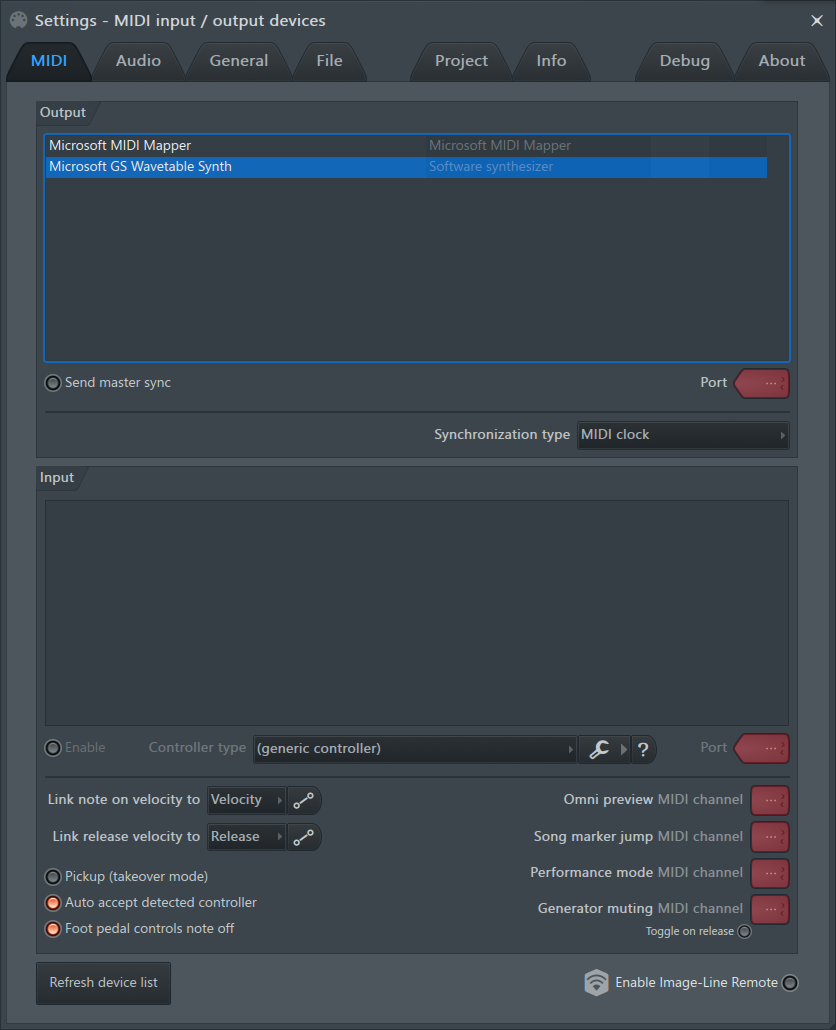 Settings - MIDI input / output devices
MIDI Audio General File Project Info Debug About
Output
Microsoft MIDI Mapper Microsoft MIDI Mapper
Microsoft GS Wavetable Synth Software synthesizer
Send master sync Port ...
Synchronization type MIDI clock
Input
Enable Controller type (generic controller) ? Port ...
Link note on velocity to Velocity Omni preview MIDI channel ...
Link release velocity to Release Song marker jump MIDI channel ...
Performance mode MIDI channel ...
Pickup (takeover mode)
Auto accept detected controller Generator muting MIDI channel ...
Foot pedal controls note off Toggle on release
Refresh device list Enable Image-Line Remote